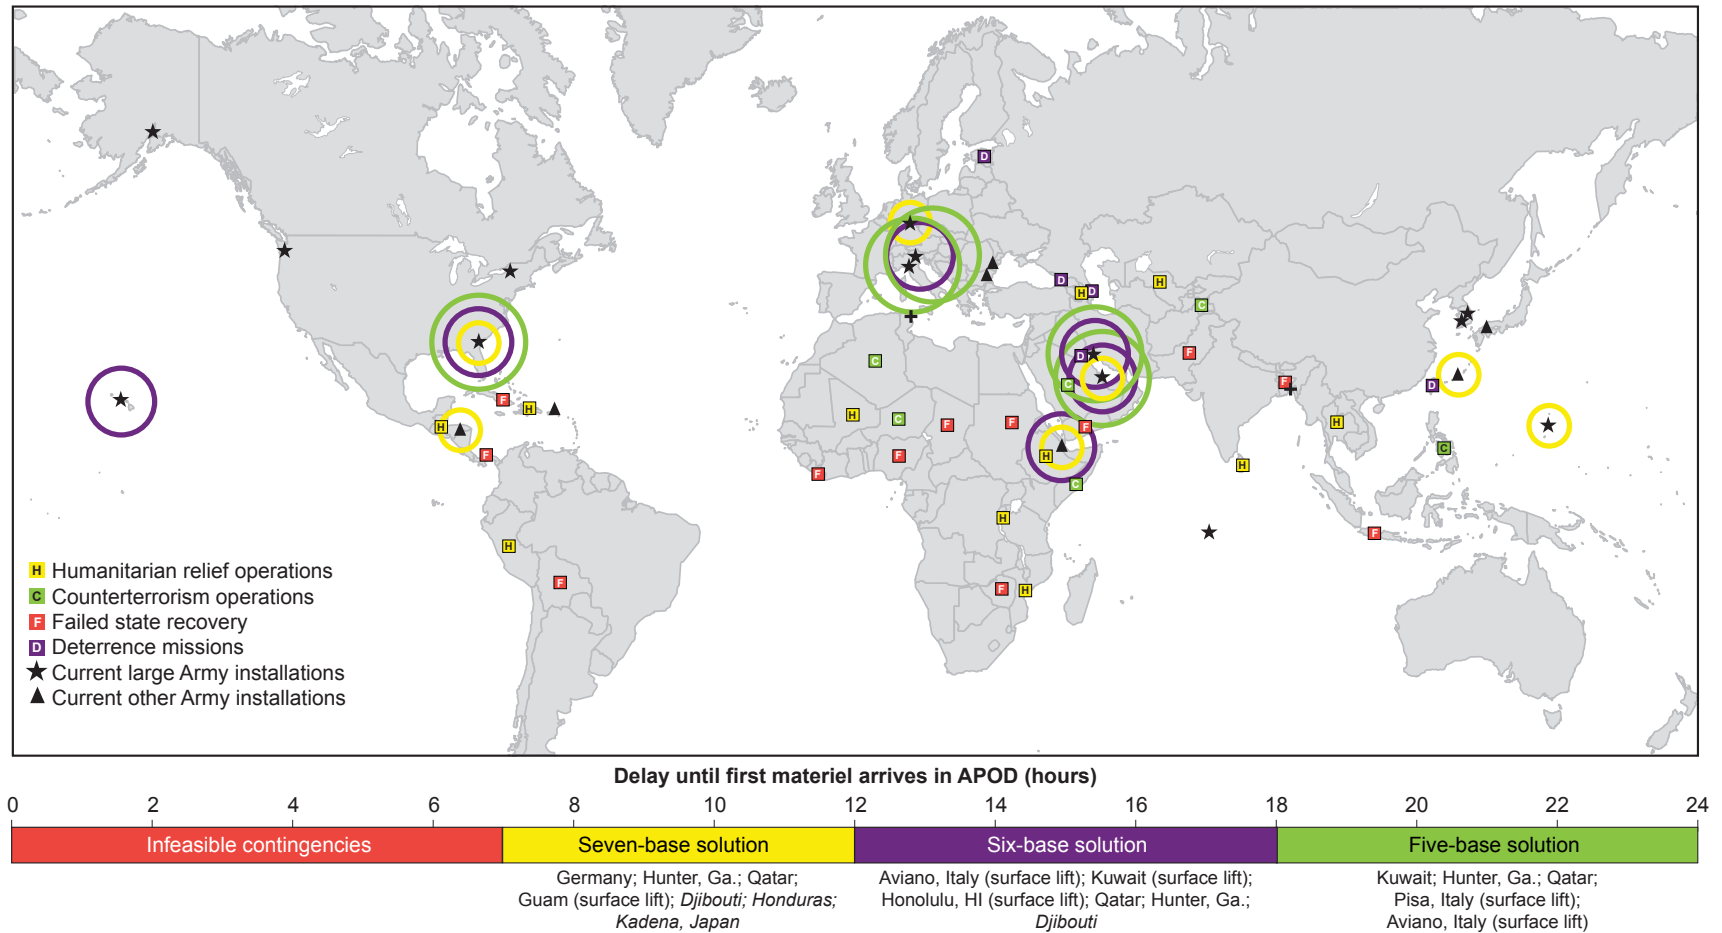 D
D
H
D
H
C
C
D
F
F
C
D
F
H
H
C
F
F
F
H
H
F
C
F
F
H
H
F
C
H
F
H
F
F
H
H Humanitarian relief operations
C Counterterrorism operations
F Failed state recovery
D Deterrence missions
Current large Army installations
Current other Army installations
Delay until first materiel arrives in APOD (hours)
0 2 4 6 8 10 12 14 16 18 20 22 24
Infeasible contingencies Seven-base solution Six-base solution Five-base solution
Germany; Hunter, Ga.; Qatar;
Guam (surface lift); Djibouti; Honduras;
Kadena, Japan
Aviano, Italy (surface lift); Kuwait (surface lift);
Honolulu, HI (surface lift); Qatar; Hunter, Ga.;
Djibouti
Kuwait; Hunter, Ga.; Qatar;
Pisa, Italy (surface lift);
Aviano, Italy (surface lift)